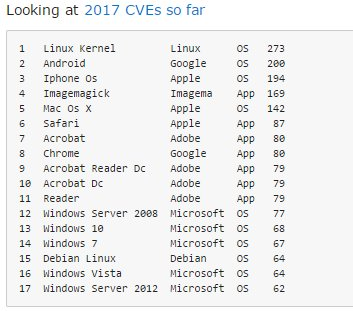 Looking at 2017 CVEs so far
1 Linux Kernel Linux OS 273
2 Android Google OS 200
3 Iphone Os Apple OS 194
4 Imagemagick Imagema App 169
5 Mac Os X Apple OS 142
6 Safari Apple App 87
7 Acrobat Adobe App 80
8 Chrome Google App 80
9 Acrobat Reader Dc Adobe App 79
10 Acrobat Dc Adobe App 79
11 Reader Adobe App 79
12 Windows Server 2008 Microsoft OS 77
13 Windows 10 Microsoft OS 68
14 Windows 7 Microsoft OS 67
15 Debian Linux Debian OS 64
16 Windows Vista Microsoft OS 64
17 Windows Server 2012 Microsoft OS 62